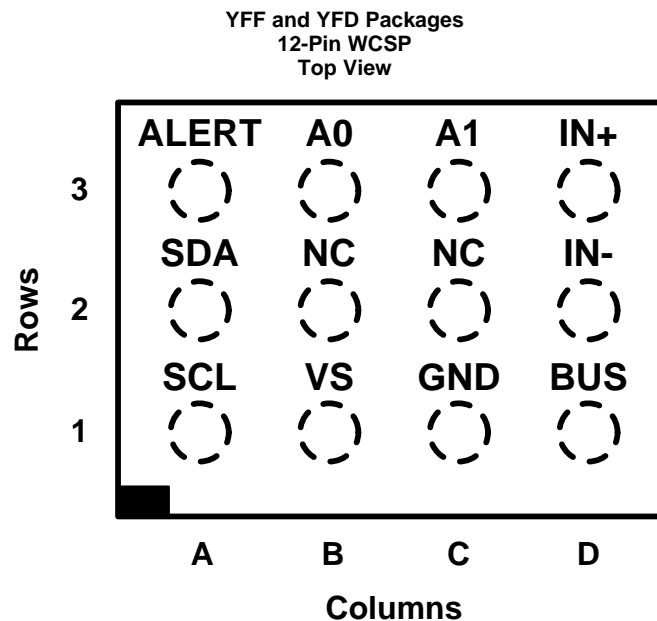 YFF and YFD Packages
12-Pin WCSP
Top View
ALERT A0 A1 IN+
3
SDA NC NC IN-
2
Rows
SCL VS GND BUS
1
A B C D
Columns